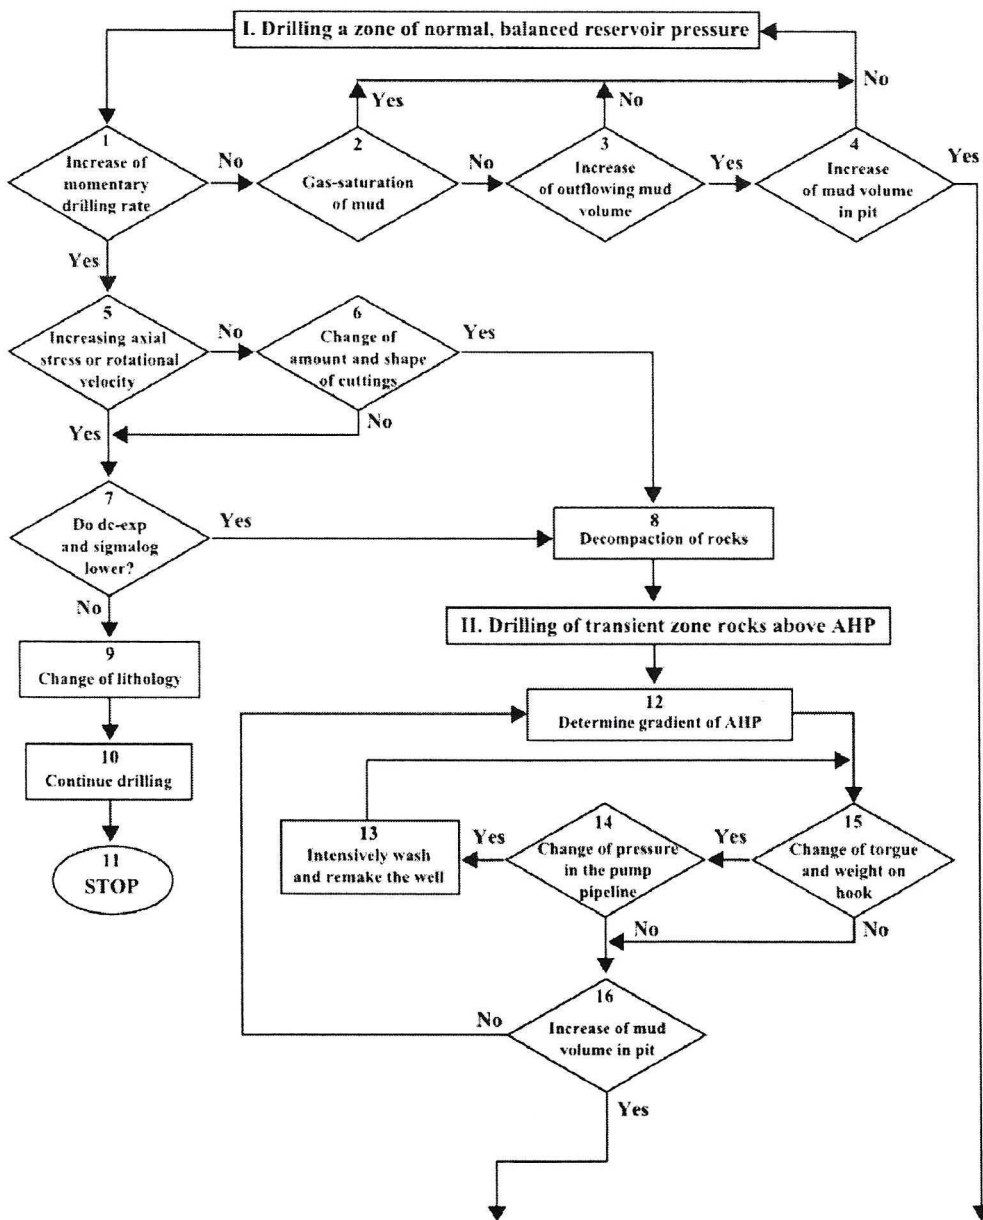 I. Drilling a zone of normal, balanced reservoir pressure
No
Yes
No
1
Increase of
momentary
drilling rate
No
2
Gas-saturation
of mud
No
3
Increase
of outflowing mud
volume
Yes
4
Increase
of mud volume
in pit
Yes
Yes
5
Increasing axial
stress or rotational
velocity
No
6
Change of
amount and shape
of cuttings
Yes
Yes
No
7
Do dc-exp
and sigmalog
lower?
Yes
8
Decompaction of rocks
No
II. Drilling of transient zone rocks above AHP
9
Change of lithology
12
Determine gradient of AHP
10
Continue drilling
13
Intensively wash
and remake the well
Yes
14
Change of pressure
in the pump
pipeline
Yes
15
Change of torgue
and weight on
hook
11
STOP
No
No
16
Increase of mud
volume in pit
No
Yes